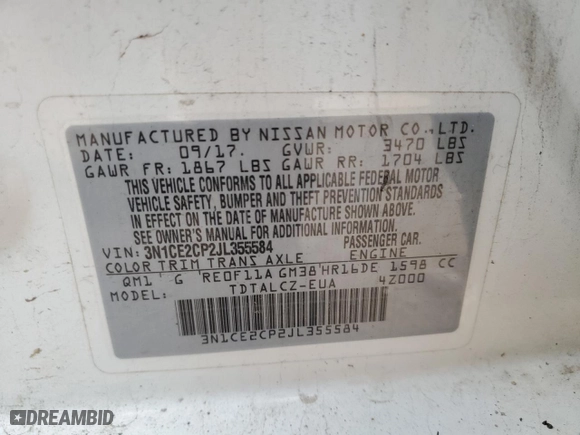 MANUFACTURED BY NISSAN MOTOR CO.,LTD.
DATE: 09/17. GVWR: 3470 LBS
GAWR FR: 1867 LBS GAWR RR: 1704 LBS
THIS VEHICLE CONFORMS TO ALL APPLICABLE FEDERAL MOTOR
VEHICLE SAFETY, BUMPER AND THEFT PREVENTION STANDARDS
IN EFFECT ON THE DATE OF MANUFACTURE SHOWN ABOVE.
SEE OWNER'S MANUAL FOR ADDITIONAL INFORMATION.
VIN: 3N1CE2CP2JL355584 PASSENGER CAR.
COLOR TRIM TRANS AXLE ENGINE
QM1 G RE0F11A GM38 HR16DE 1598 CC
MODEL TDTALCZ-EUA 4Z000
3N1CE2CP2JL355584
DREAMBID